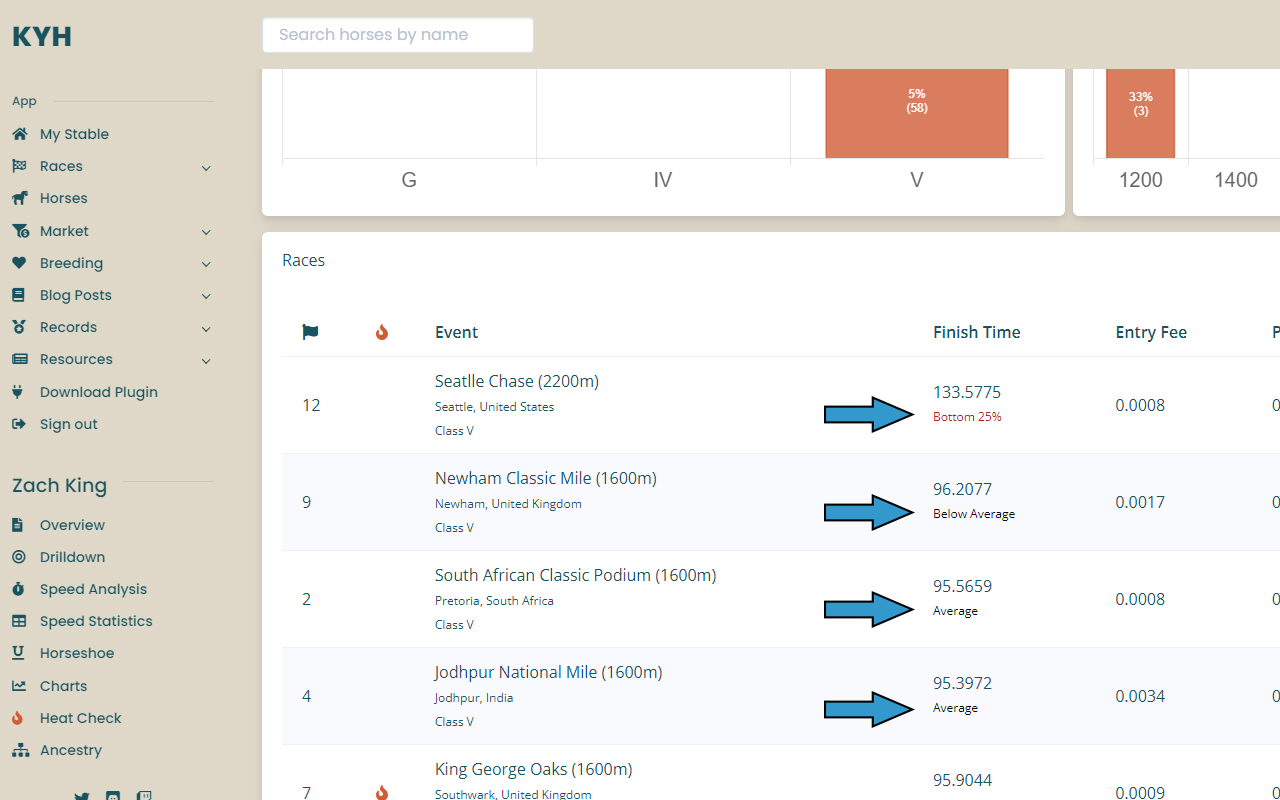 KYH
Search horses by name
App
My Stable
Races
Horses
Market
Breeding
Blog Posts
Records
Resources
Download Plugin
Sign out
Zach King
Overview
Drilldown
Speed Analysis
Speed Statistics
Horseshoe
Charts
Heat Check
Ancestry
5%
(58)
G IV V
33%
(3)
1200 1400
Races
Event Finish Time Entry Fee P
12
Seatlle Chase (2200m)
Seattle, United States
Class V
133.5775
Bottom 25%
0.0008
0
9
Newham Classic Mile (1600m)
Newham, United Kingdom
Class V
96.2077
Below Average
0.0017
0
2
South African Classic Podium (1600m)
Pretoria, South Africa
Class V
95.5659
Average
0.0008
0
4
Jodhpur National Mile (1600m)
Jodhpur, India
Class V
95.3972
Average
0.0034
0
7
King George Oaks (1600m)
Southwark, United Kingdom
95.9044
0.0009
0